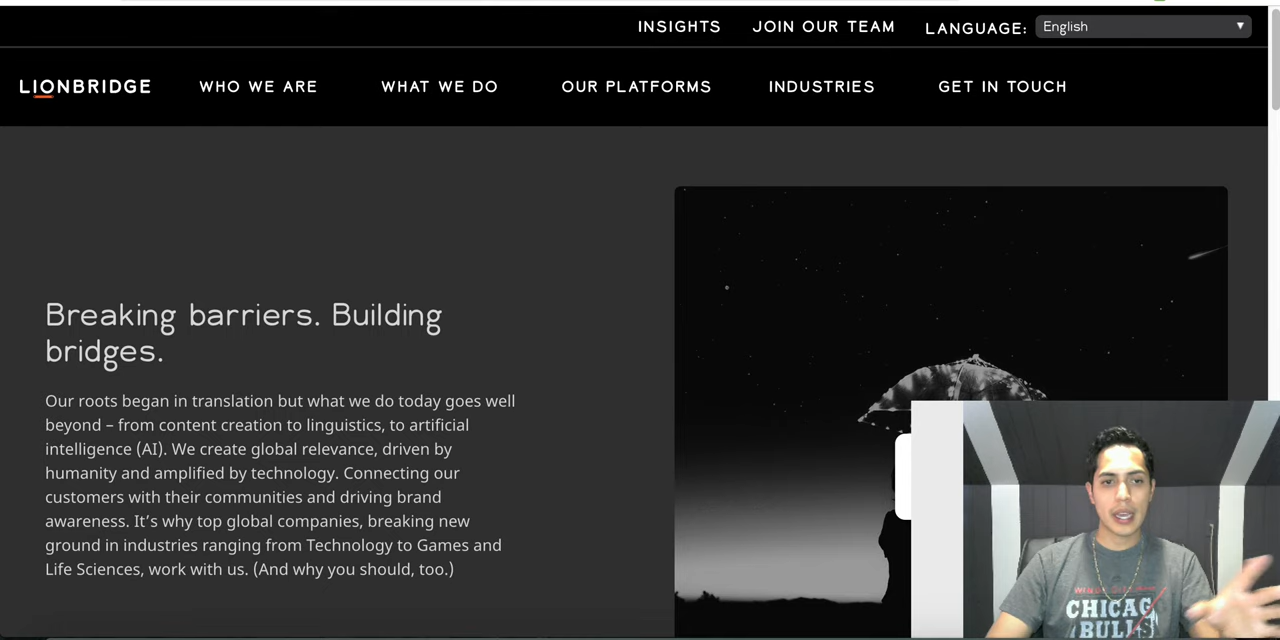 INSIGHTS JOIN OUR TEAM LANGUAGE: English
LIONBRIDGE WHO WE ARE WHAT WE DO OUR PLATFORMS INDUSTRIES GET IN TOUCH
Breaking barriers. Building
bridges.
Our roots began in translation but what we do today goes well
beyond – from content creation to linguistics, to artificial
intelligence (AI). We create global relevance, driven by
humanity and amplified by technology. Connecting our
customers with their communities and driving brand
awareness. It’s why top global companies, breaking new
ground in industries ranging from Technology to Games and
Life Sciences, work with us. (And why you should, too.)
CHICAG
BULLS